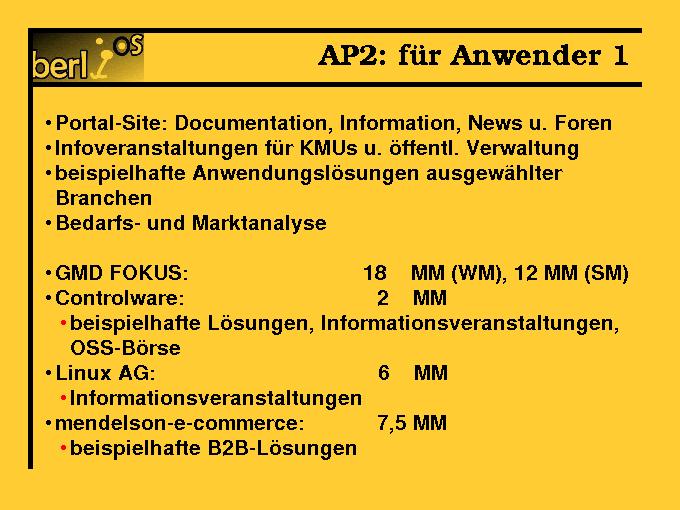 berlios
AP2: für Anwender 1
• Portal-Site: Documentation, Information, News u. Foren
• Infoveranstaltungen für KMUs u. öffentl. Verwaltung
• beispielhafte Anwendungslösungen ausgewählter
Branchen
• Bedarfs- und Marktanalyse
• GMD FOKUS: 18 MM (WM), 12 MM (SM)
• Controlware: 2 MM
• beispielhafte Lösungen, Informationsveranstaltungen,
OSS-Börse
• Linux AG: 6 MM
• Informationsveranstaltungen
• mendelson-e-commerce: 7,5 MM
• beispielhafte B2B-Lösungen